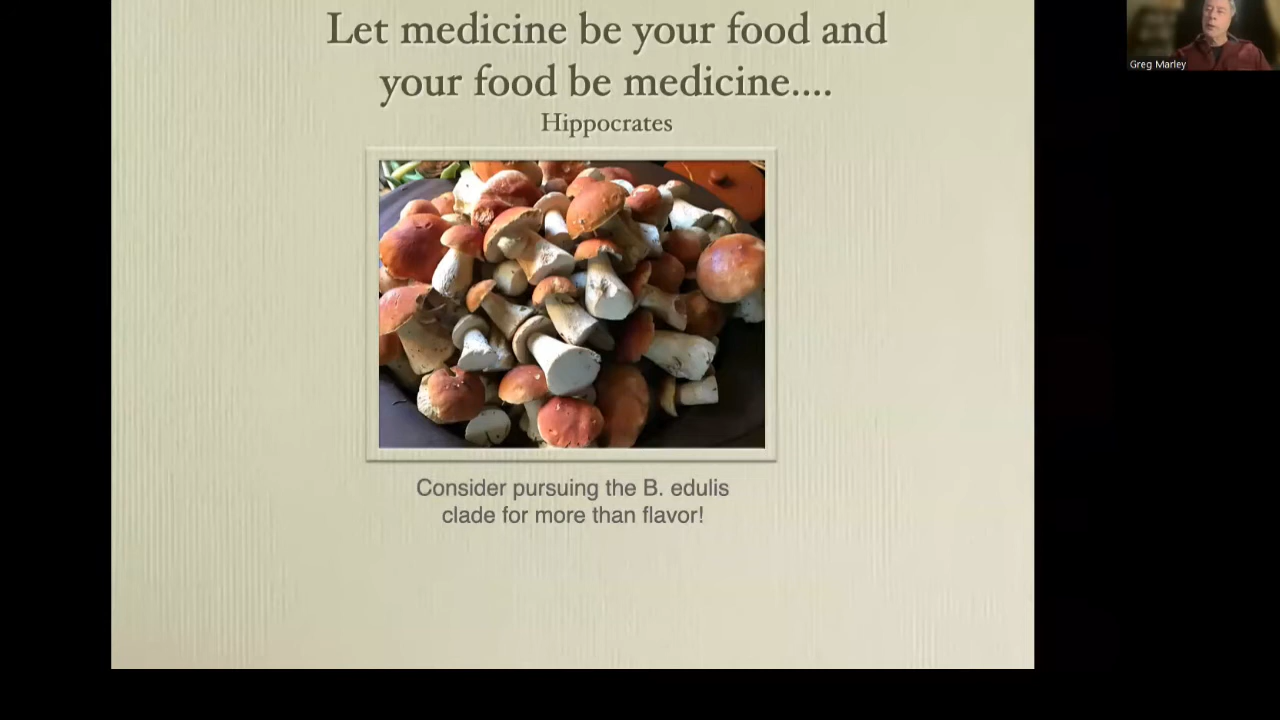 Let medicine be your food and
your food be medicine....
Hippocrates
Consider pursuing the B. edulis
clade for more than flavor!
Greg Marley